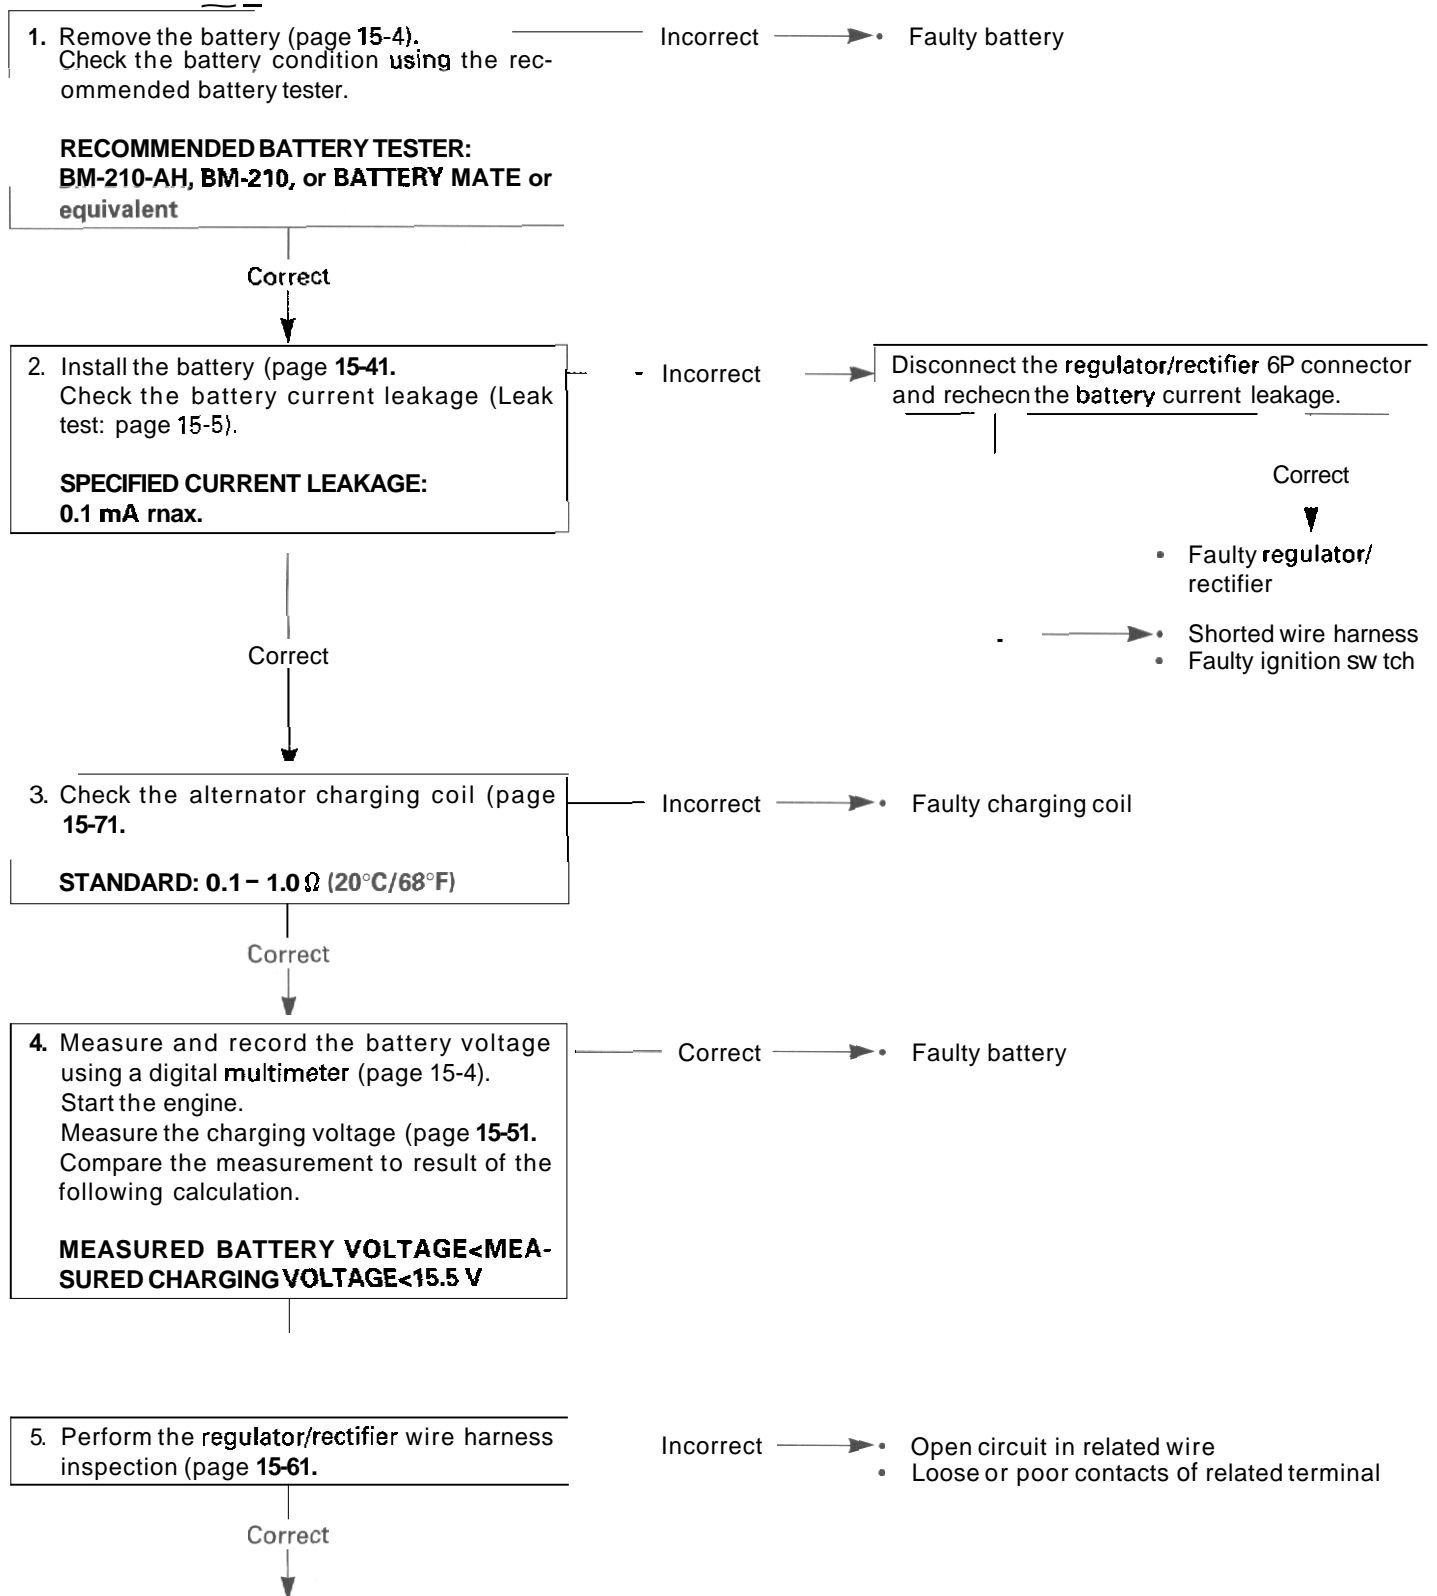 1. Remove the battery (page 15-4).
Check the battery condition using the rec-
ommended battery tester.
RECOMMENDED BATTERY TESTER:
BM-210-AH, BM-210, or BATTERY MATE or
equivalent
Incorrect
• Faulty battery
Correct
2. Install the battery (page 15-41.
Check the battery current leakage (Leak
test: page 15-5).
SPECIFIED CURRENT LEAKAGE:
0.1 mA rnax.
Incorrect
Disconnect the regulator/rectifier 6P connector
and rechecn the battery current leakage.
Correct
• Faulty regulator/
rectifier
• Shorted wire harness
• Faulty ignition sw tch
Correct
3. Check the alternator charging coil (page
15-71.
STANDARD: 0.1 – 1.0 Ω (20°C/68°F)
Incorrect
• Faulty charging coil
Correct
4. Measure and record the battery voltage
using a digital multimeter (page 15-4).
Start the engine.
Measure the charging voltage (page 15-51.
Compare the measurement to result of the
following calculation.
MEASURED BATTERY VOLTAGE<MEA-
SURED CHARGING VOLTAGE<15.5 V
Correct
• Faulty battery
5. Perform the regulator/rectifier wire harness
inspection (page 15-61.
Incorrect
• Open circuit in related wire
• Loose or poor contacts of related terminal
Correct